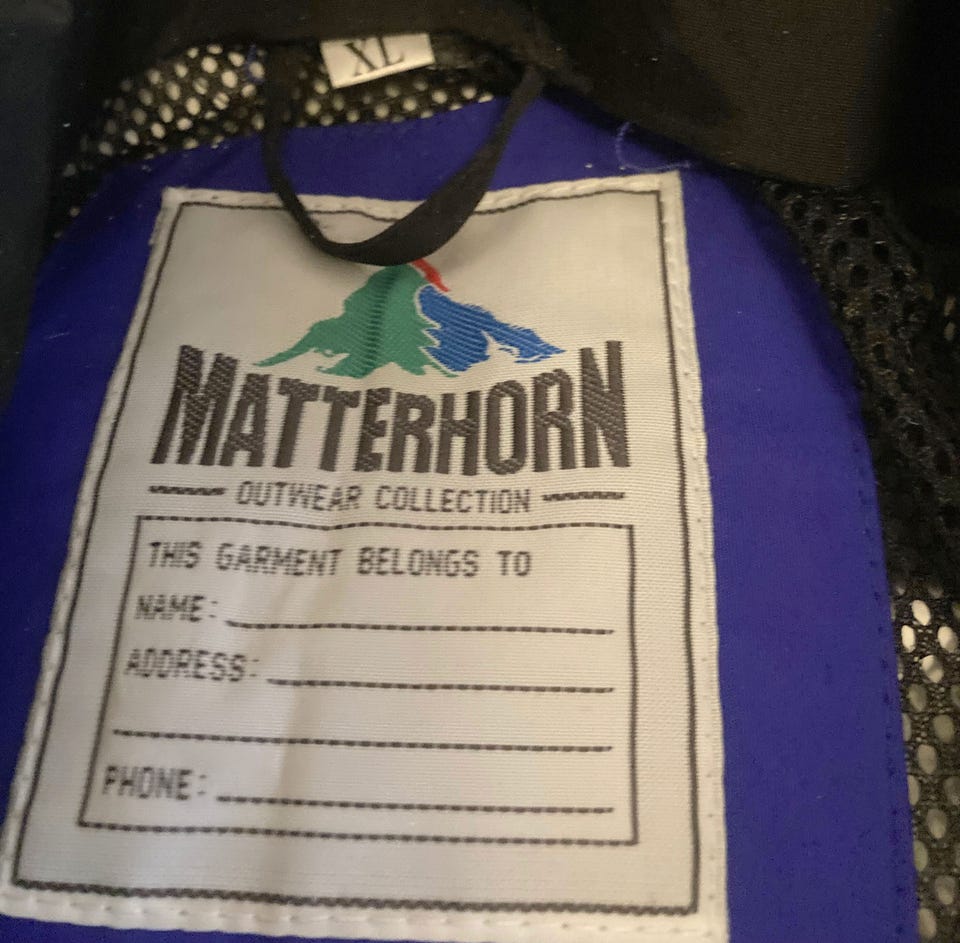 XL
MATTERHORN
OUTWEAR COLLECTION
THIS GARMENT BELONGS TO
NAME:
ADDRESS:
PHONE: